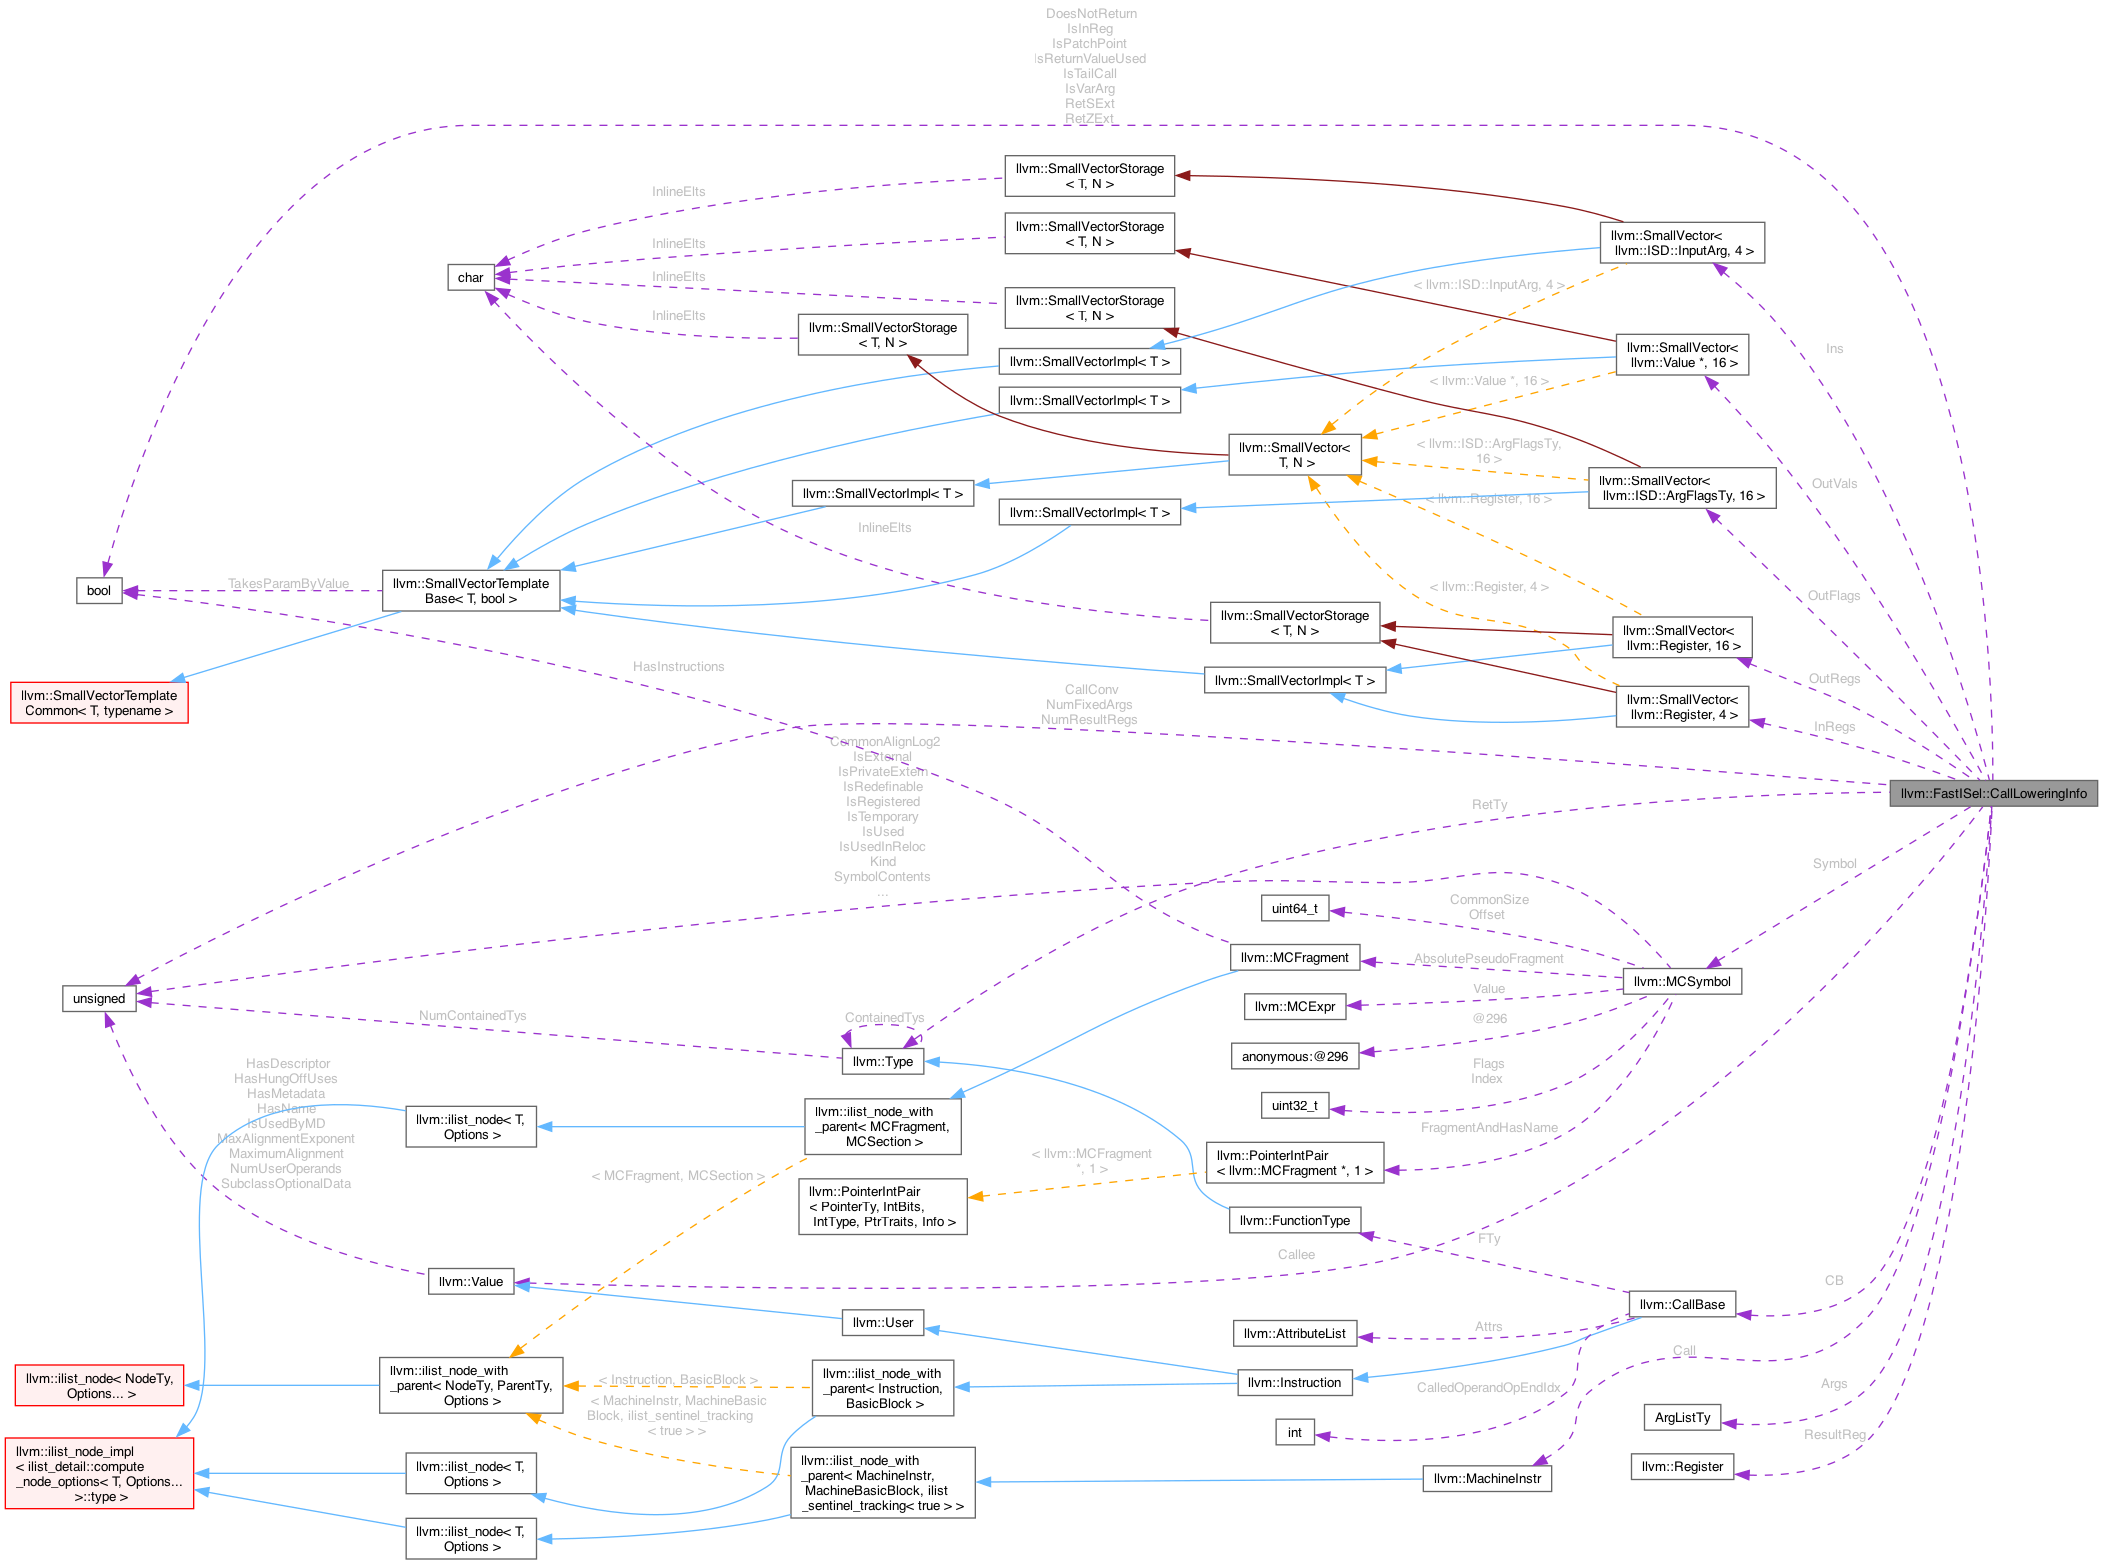 DoesNotReturn
IsInReg
IsPatchPoint
IsReturnValueUsed
IsTailCall
IsVarArg
RetSExt
RetZExt
llvm::SmallVectorStorage
< T, N >
InlineElts
llvm::SmallVectorStorage
< T, N >
InlineElts
llvm::SmallVector<
llvm::ISD::InputArg, 4 >
char
InlineElts
llvm::SmallVectorStorage
< T, N >
< llvm::ISD::InputArg, 4 >
InlineElts
llvm::SmallVectorStorage
< T, N >
llvm::SmallVectorImpl< T >
llvm::SmallVector<
llvm::Value *, 16 >
Ins
llvm::SmallVectorImpl< T >
< llvm::Value *, 16 >
llvm::SmallVector<
T, N >
< llvm::ISD::ArgFlagsTy,
16 >
llvm::SmallVectorImpl< T >
llvm::SmallVector<
llvm::ISD::ArgFlagsTy, 16 >
OutVals
llvm::SmallVectorImpl< T >
< llvm::Register, 16 >
InlineElts
bool
TakesParamByValue
llvm::SmallVectorTemplate
Base< T, bool >
< llvm::Register, 4 >
OutFlags
llvm::SmallVectorStorage
< T, N >
llvm::SmallVector<
llvm::Register, 16 >
HasInstructions
llvm::SmallVectorTemplate
Common< T, typename >
llvm::SmallVectorImpl< T >
OutRegs
CallConv
NumFixedArgs
NumResultRegs
llvm::SmallVector<
llvm::Register, 4 >
InRegs
CommonAlignLog2
IsExternal
IsPrivateExtern
IsRedefinable
IsRegistered
IsTemporary
IsUsed
IsUsedInReloc
Kind
SymbolContents
...
llvm::FastISel::CallLoweringInfo
RetTy
Symbol
uint64_t
CommonSize
Offset
llvm::MCFragment
AbsolutePseudoFragment
llvm::MCSymbol
unsigned
llvm::MCExpr
Value
NumContainedTys
ContainedTys
@296
llvm::Type
anonymous:@296
HasDescriptor
HasHungOffUses
HasMetadata
HasName
IsUsedByMD
MaxAlignmentExponent
MaximumAlignment
NumUserOperands
SubclassOptionalData
Flags
Index
uint32_t
llvm::ilist_node< T,
Options >
llvm::ilist_node_with
_parent< MCFragment,
MCSection >
FragmentAndHasName
< MCFragment, MCSection >
< llvm::MCFragment
*, 1 >
llvm::PointerIntPair
< llvm::MCFragment *, 1 >
llvm::PointerIntPair
< PointerTy, IntBits,
IntType, PtrTraits, Info >
llvm::FunctionType
FTy
Callee
llvm::Value
CB
llvm::CallBase
llvm::User
llvm::AttributeList
Attrs
Call
llvm::ilist_node< NodeTy,
Options... >
llvm::ilist_node_with
_parent< NodeTy, ParentTy,
Options >
< Instruction, BasicBlock >
llvm::ilist_node_with
_parent< Instruction,
BasicBlock >
llvm::Instruction
CalledOperandOpEndIdx
Args
< MachineInstr, MachineBasic
Block, ilist_sentinel_tracking
< true > >
int
ArgListTy
ResultReg
llvm::ilist_node_impl
< ilist_detail::compute
_node_options< T, Options...
>::type >
llvm::ilist_node< T,
Options >
llvm::ilist_node_with
_parent< MachineInstr,
MachineBasicBlock, ilist
_sentinel_tracking< true > >
llvm::MachineInstr
llvm::Register
llvm::ilist_node< T,
Options >